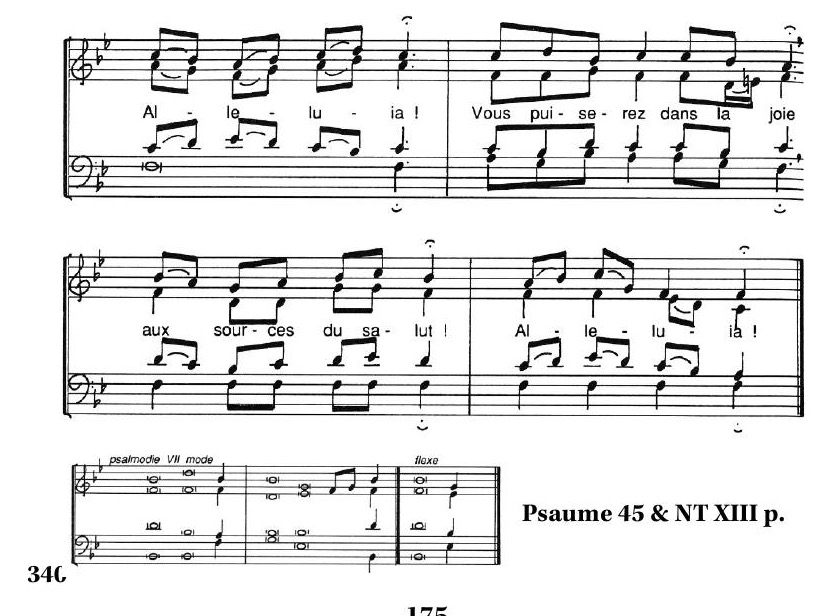 Al - le - lu - ia ! Vous pui - se - rez dans la joie
aux sour - ces du sa - lut ! Al - le - lu - ia !
psalmodie VII mode flexe
Psaume 45 & NT XIII p.
175